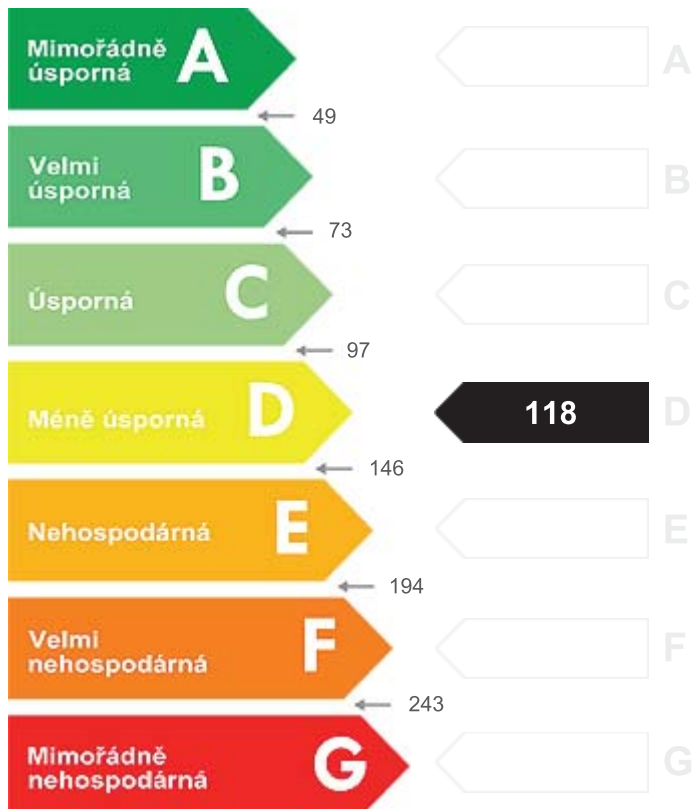 Mimořádně
úsporná
A
A
49
Velmi
úsporná
B
B
73
Úsporná
C
C
97
Méně úsporná
D
118
D
146
Nehospodárná
E
E
194
Velmi
nehospodárná
F
F
243
Mimořádně
nehospodárná
G
G